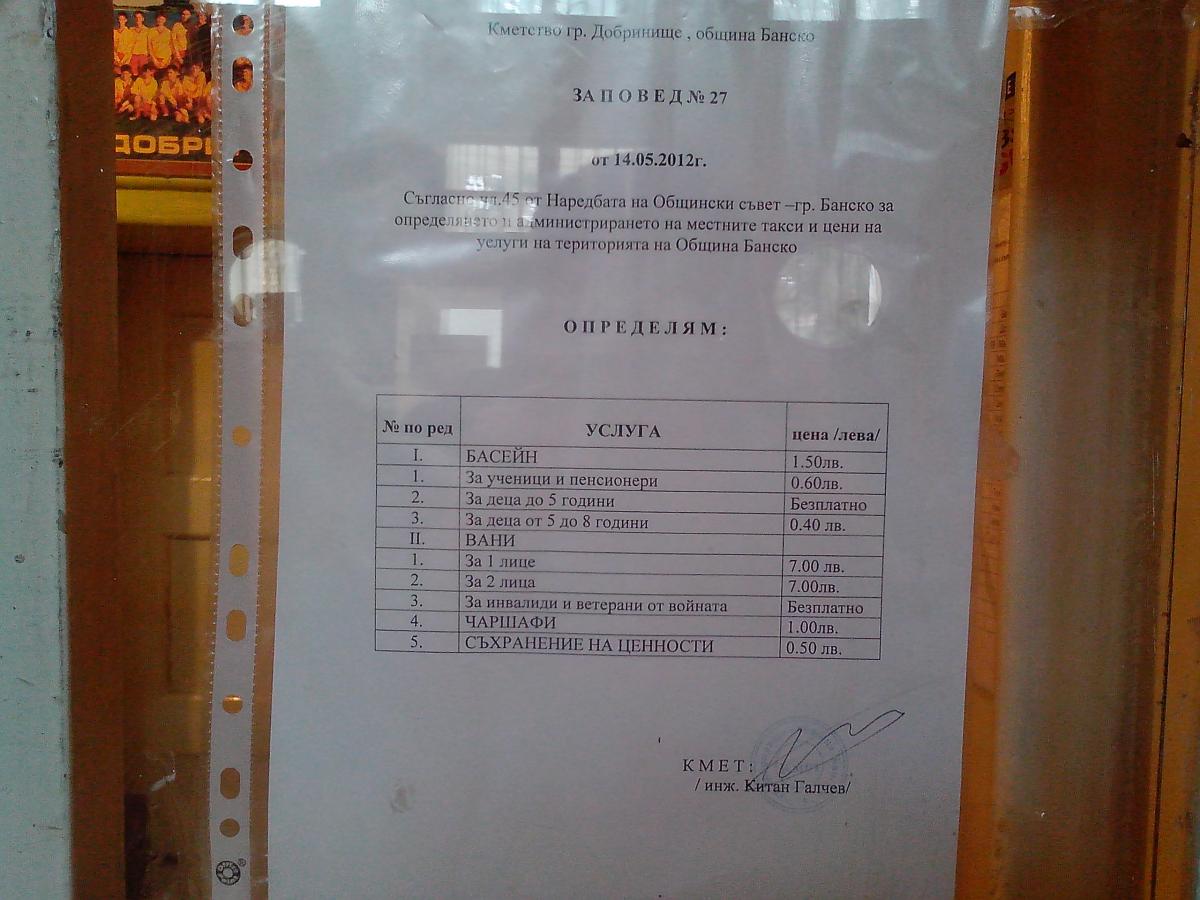 ДОБР
Кметство гр. Добринище , община Банско
З А П О В Е Д № 27
от 14.05.2012г.
Съгласно чл.45 от Наредбата на Общински съвет –гр. Банско за
определянето и администрирането на местните такси и цени на
услуги на територията на Община Банско
О П Р Е Д Е Л Я М :
№ по ред УСЛУГА цена /лева/
I. БАСЕЙН 1.50лв.
1. За ученици и пенсионери 0.60лв.
2. За деца до 5 години Безплатно
3. За деца от 5 до 8 години 0.40 лв.
II. ВАНИ
1. За 1 лице 7.00 лв.
2. За 2 лица 7.00лв.
3. За инвалиди и ветерани от войната Безплатно
4. ЧАРШАФИ 1.00лв.
5. СЪХРАНЕНИЕ НА ЦЕННОСТИ 0.50 лв.
К М Е Т :
/ инж. Китан Галчев/